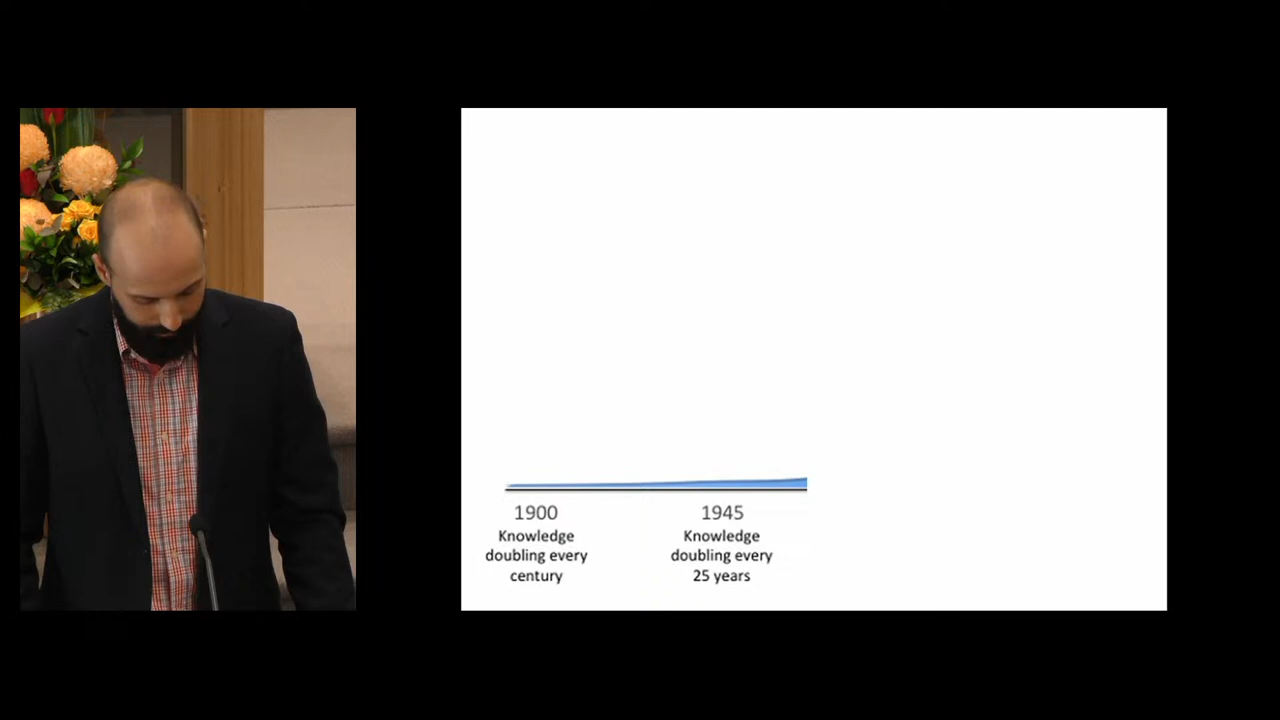 1900
Knowledge
doubling every
century
1945
Knowledge
doubling every
25 years